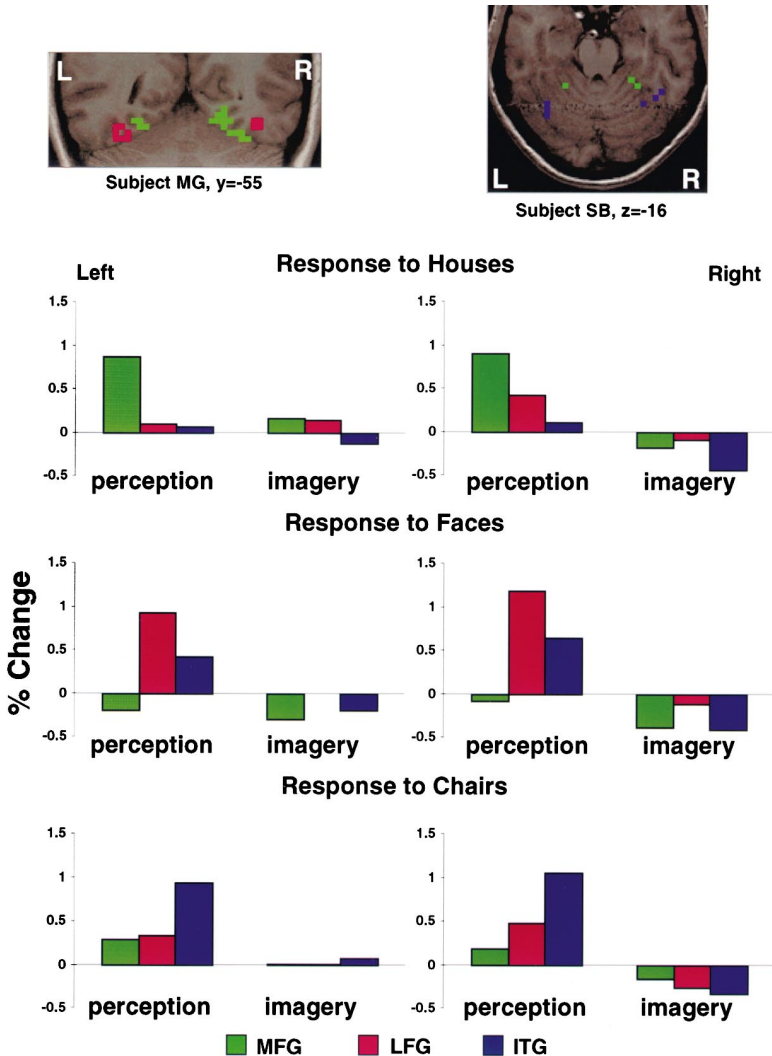 L R
L R
Subject MG, y=-55
Subject SB, z=-16
Response to Houses
Left
Right
1.5
1
0.5
0
-0.5
perception imagery
1.5
1
0.5
0
-0.5
perception imagery
Response to Faces
% Change
1.5
1
0.5
0
-0.5
perception imagery
1.5
1
0.5
0
-0.5
perception imagery
Response to Chairs
1.5
1
0.5
0
-0.5
perception imagery
1.5
1
0.5
0
-0.5
perception imagery
MFG LFG ITG